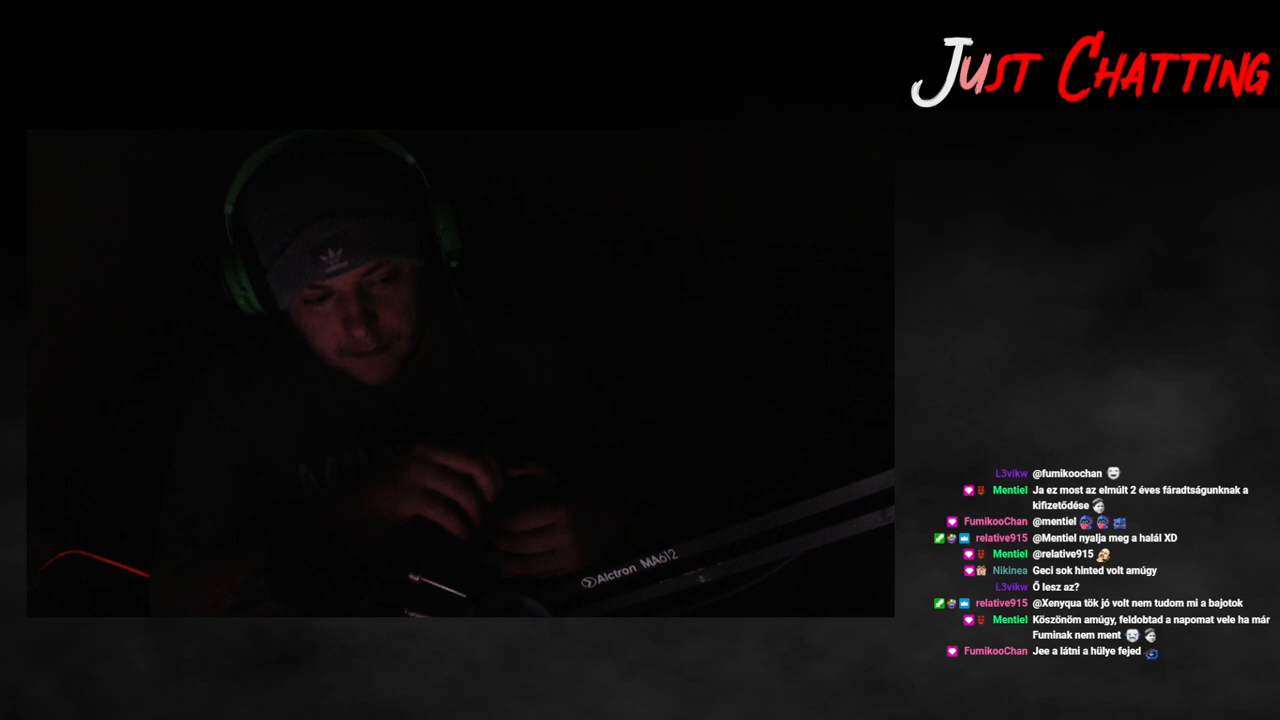 Just Chatting
L3vikw @fumikoochan
Mentiel Ja ez most az elmúlt 2 éves fáradtságunknak a
kifizetődése
FumikooChan @mentiel
relative915 @Mentiel nyalja meg a halál XD
Mentiel @relative915
Nikinea Geci sok hinted volt amúgy
L3vikw Ő lesz az?
relative915 @Xenyqua tök jó volt nem tudom mi a bajotok
Mentiel Köszönöm amúgy, feldobtad a napomat vele ha már
Fuminak nem ment
FumikooChan Jee a látni a hülye fejed
Alctron MA612